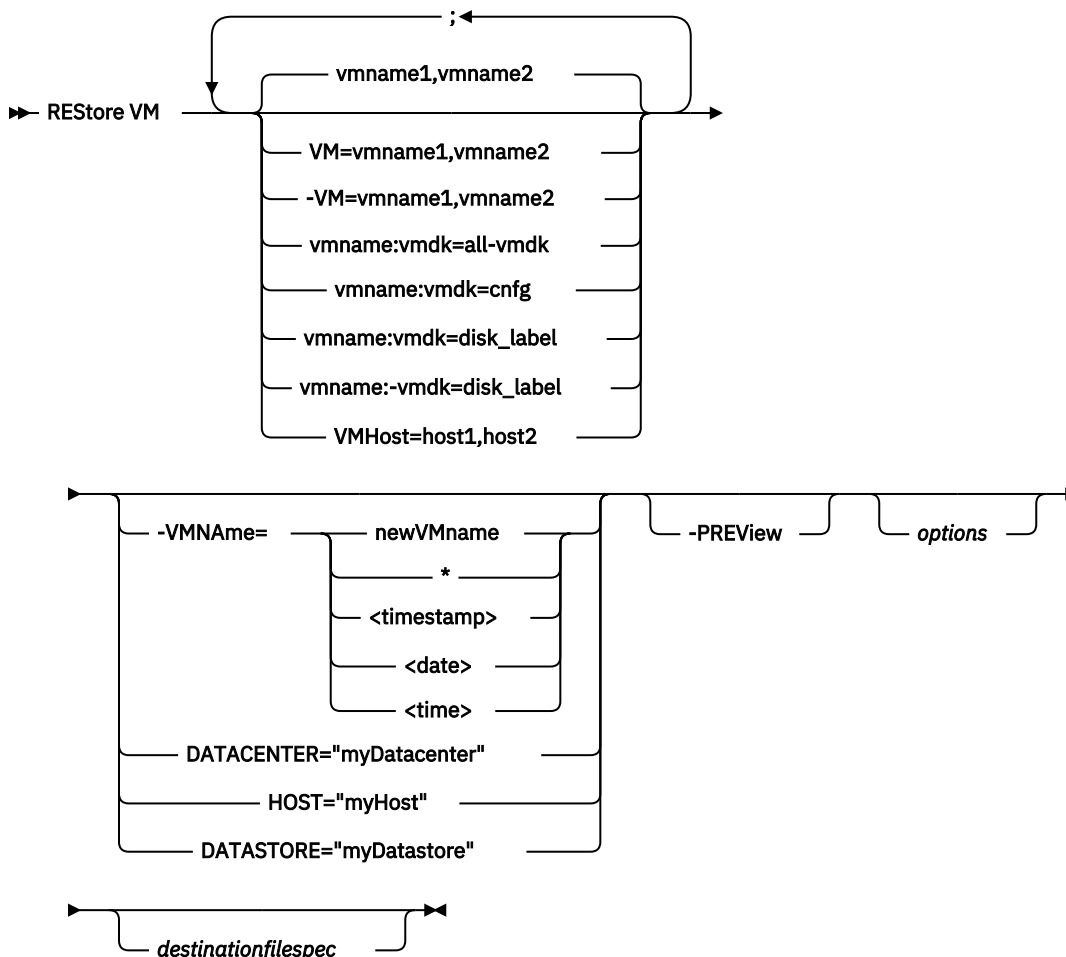 ;
vmname1,vmname2
REStore VM
VM=vmname1,vmname2
-VM=vmname1,vmname2
vmname:vmdk=all-vmdk
vmname:vmdk=cnfg
vmname:vmdk=disk_label
vmname:-vmdk=disk_label
VMHost=host1,host2
-VMNAme= newVMname -PREView options
*
<timestamp>
<date>
<time>
DATACENTER="myDatacenter"
HOST="myHost"
DATASTORE="myDatastore"
destinationfilespec